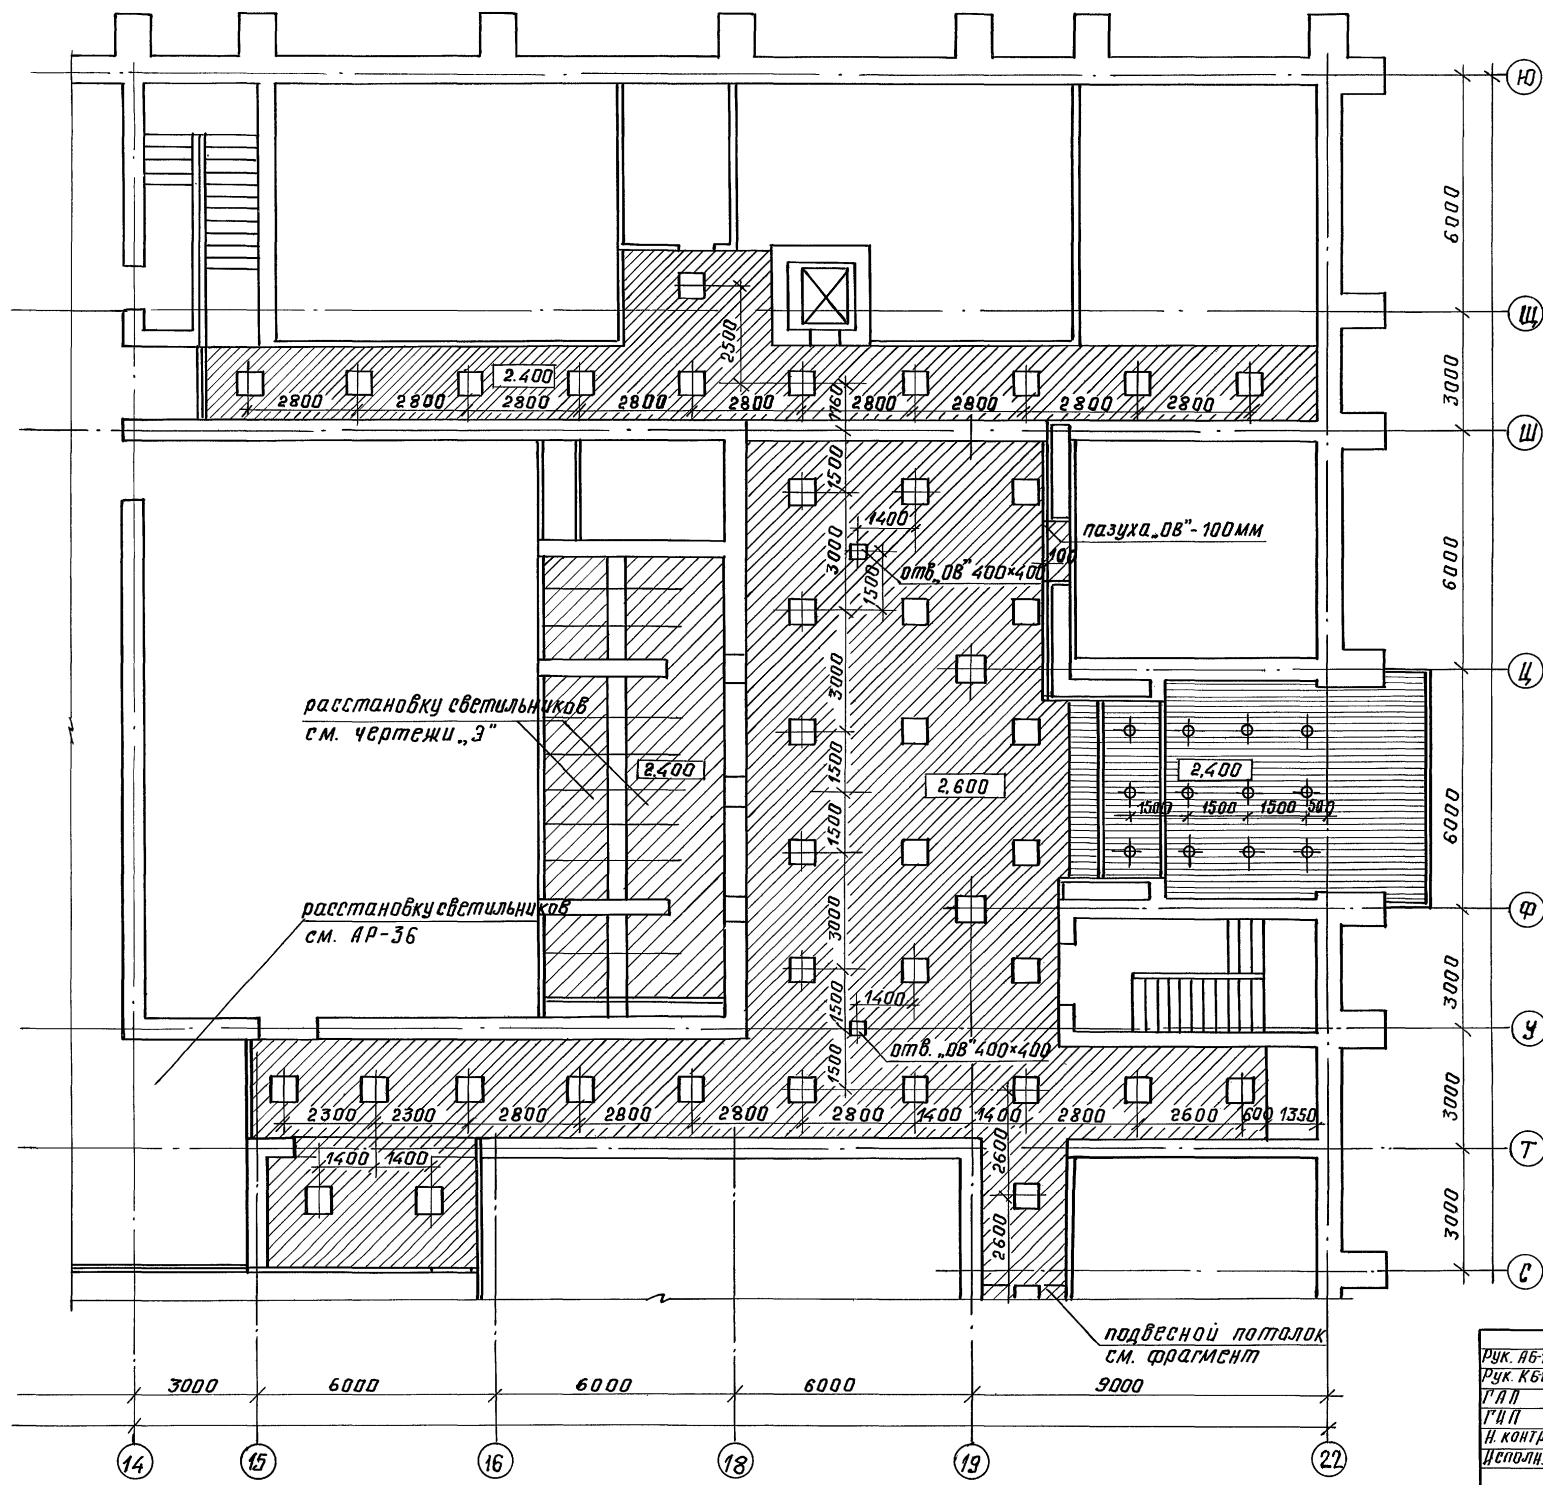 Ю
6000
Щ
2500
3000
2.400
2800 2800 2800 2800 2800 2800 2800 2800 2800
1160
Ш
1500
1400
3000
пазуха „ОВ"-100мм
100
отв. „ОВ" 400×400
1500
6000
Ц
3000
расстановку светильников
см. чертежи „Э"
2.400
1500
2,600
2,400
1500 1500 1500 500
1500
6000
расстановку светильников
см. АР-36
3000
Ф
1400
1500
3000
У
отв. „ОВ" 400×400
1500
2300 2300 2800 2800 2800 2800 1400 1400 2800 2600 600 1350
3000
Т
1400 1400
2600
3000
2600
С
подвесной потолок
см. фрагмент
3000 6000 6000 6000 9000
14 15 16 18 19 22
Рук. АБ-
Рук. КБ
ГАП
ГИП
Н. контр
Исполн.